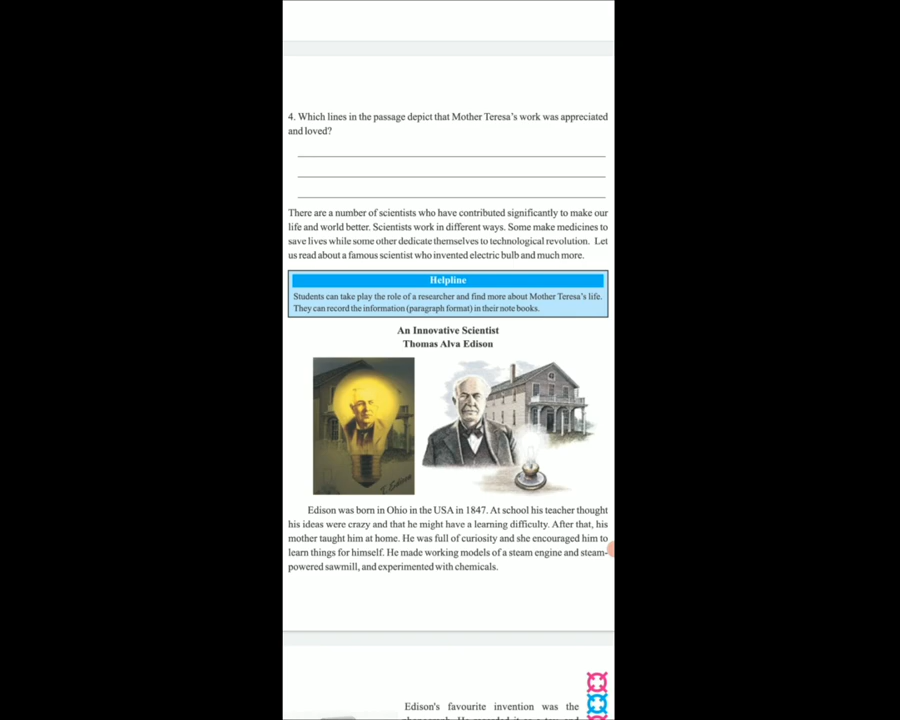 4. Which lines in the passage depict that Mother Teresa's work was appreciated
and loved?
There are a number of scientists who have contributed significantly to make our
life and world better. Scientists work in different ways. Some make medicines to
save lives while some other dedicate themselves to technological revolution. Let
us read about a famous scientist who invented electric bulb and much more.
Helpline
Students can take play the role of a researcher and find more about Mother Teresa's life.
They can record the information (paragraph format) in their note books.
An Innovative Scientist
Thomas Alva Edison
Edison was born in Ohio in the USA in 1847. At school his teacher thought
his ideas were crazy and that he might have a learning difficulty. After that, his
mother taught him at home. He was full of curiosity and she encouraged him to
learn things for himself. He made working models of a steam engine and steam-
powered sawmill, and experimented with chemicals.
Edison's favourite invention was the